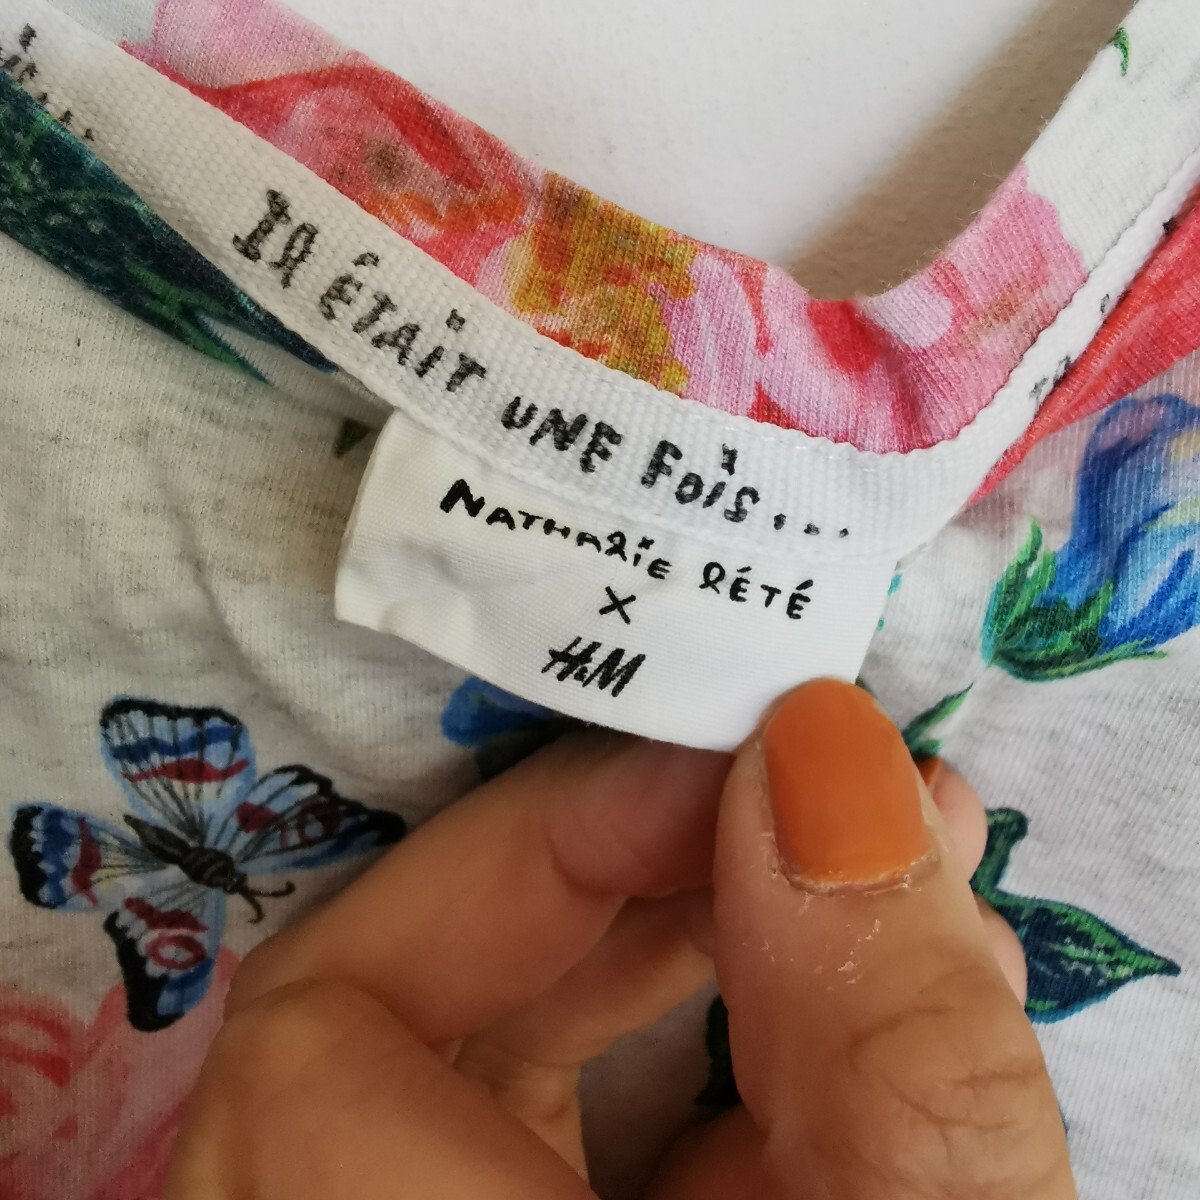 Il ÉTAIT UNE FOiS...
NATHALiE LÉTÉ
X
H&M